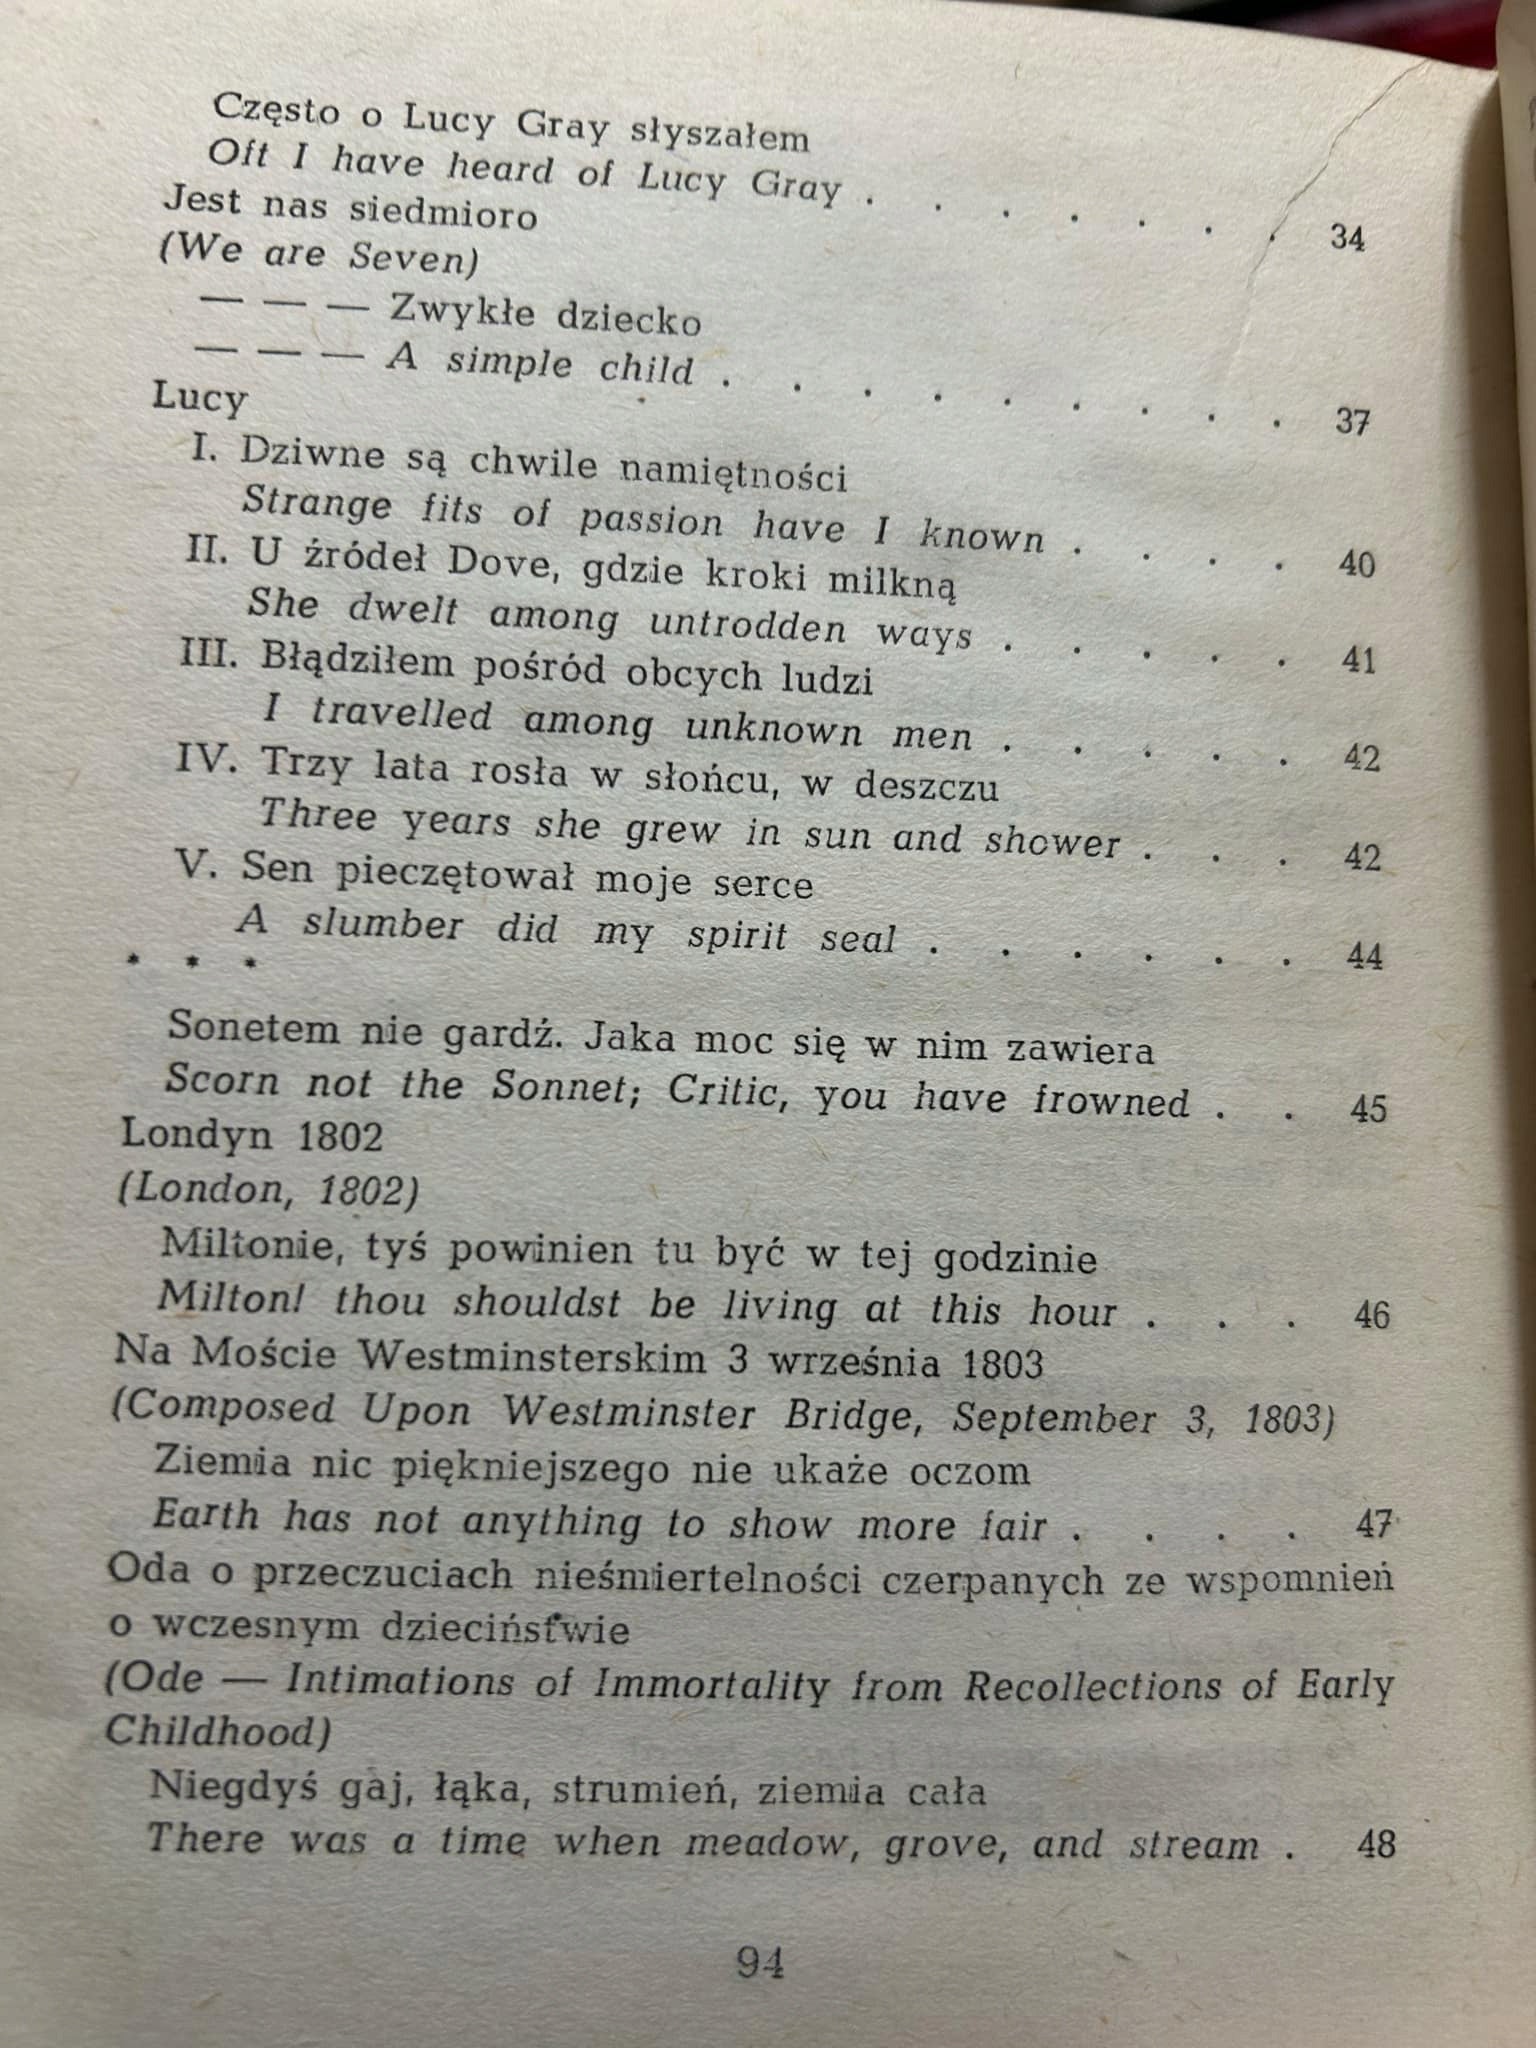 Często o Lucy Gray słyszałem
Oft I have heard of Lucy Gray . . . . . . . 34
Jest nas siedmioro
(We are Seven)
— — — Zwykłe dziecko
— — — A simple child . . . . . . . . . 37
Lucy
I. Dziwne są chwile namiętności
Strange fits of passion have I known . . . . 40
II. U źródeł Dove, gdzie kroki milkną
She dwelt among untrodden ways . . . . . 41
III. Błądziłem pośród obcych ludzi
I travelled among unknown men . . . . . 42
IV. Trzy lata rosła w słońcu, w deszczu
Three years she grew in sun and shower . . . 42
V. Sen pieczętował moje serce
A slumber did my spirit seal . . . . . . 44
* * *
Sonetem nie gardź. Jaka moc się w nim zawiera
Scorn not the Sonnet; Critic, you have frowned . . 45
Londyn 1802
(London, 1802)
Miltonie, tyś powinien tu być w tej godzinie
Milton! thou shouldst be living at this hour . . . 46
Na Moście Westminsterskim 3 września 1803
(Composed Upon Westminster Bridge, September 3, 1803)
Ziemia nic piękniejszego nie ukaże oczom
Earth has not anything to show more fair . . . . 47
Oda o przeczuciach nieśmiertelności czerpanych ze wspomnień
o wczesnym dzieciństwie
(Ode — Intimations of Immortality from Recollections of Early
Childhood)
Niegdyś gaj, łąka, strumień, ziemia cała
There was a time when meadow, grove, and stream . 48
94